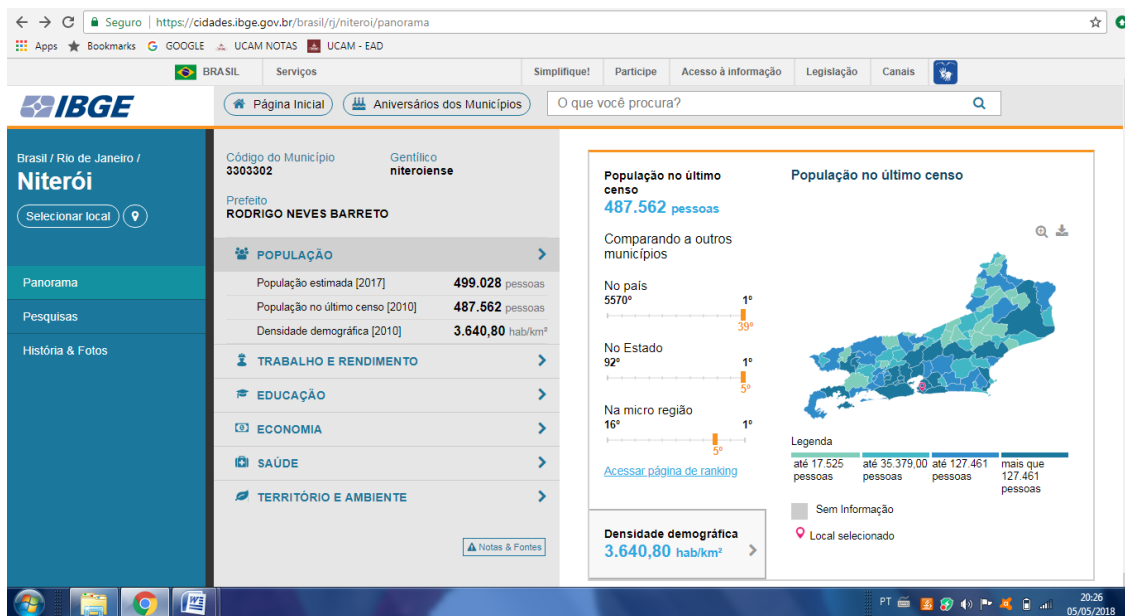 Seguro | https://cidades.ibge.gov.br/brasil/rj/niteroi/panorama
Apps Bookmarks GOOGLE UCAM NOTAS UCAM - EAD
BRASIL Serviços Simplifique! Participe Acesso à informação Legislação Canais
IBGE Página Inicial Aniversários dos Municípios O que você procura?
Brasil / Rio de Janeiro /
Niterói
Selecionar local
Panorama
Pesquisas
História & Fotos
Código do Município Gentílico
3303302 niteroiense
Prefeito
RODRIGO NEVES BARRETO
POPULAÇÃO
População estimada [2017] 499.028 pessoas
População no último censo [2010] 487.562 pessoas
Densidade demográfica [2010] 3.640,80 hab/km²
TRABALHO E RENDIMENTO
EDUCAÇÃO
ECONOMIA
SAÚDE
TERRITÓRIO E AMBIENTE
Notas & Fontes
População no último
censo
487.562 pessoas
Comparando a outros
municípios
No país
5570º 1º
39º
No Estado
92º 1º
5º
Na micro região
16º 1º
5º
Acessar página de ranking
Densidade demográfica
3.640,80 hab/km²
População no último censo
Legenda
até 17.525 pessoas
até 35.379,00 pessoas
até 127.461 pessoas
mais que 127.461 pessoas
Sem Informação
Local selecionado
PT 20:26
05/05/2018